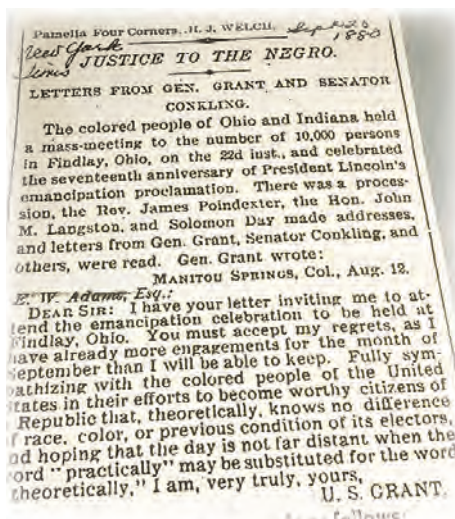 Pamelia Four Corners, H. J. WELCH.
Sept 26
1880
New York
Times
JUSTICE TO THE NEGRO.
LETTERS FROM GEN. GRANT AND SENATOR
CONKLING.
The colored people of Ohio and Indiana held
a mass-meeting to the number of 10,000 persons
in Findlay, Ohio, on the 22d inst., and celebrated
the seventeenth anniversary of President Lincoln's
emancipation proclamation. There was a proces-
sion, the Rev. James Poindexter, the Hon. John
M. Langston, and Solomon Day made addresses,
and letters from Gen. Grant, Senator Conkling, and
others, were read. Gen. Grant wrote:
MANITOU SPRINGS, Col., Aug. 12.
E. W. Adams, Esq.:
DEAR SIR: I have your letter inviting me to at-
tend the emancipation celebration to be held at
Findlay, Ohio. You must accept my regrets, as I
have already more engagements for the month of
September than I will be able to keep. Fully sym-
pathizing with the colored people of the United
States in their efforts to become worthy citizens of
Republic that, theoretically, knows no difference
f race, color, or previous condition of its electors,
nd hoping that the day is not far distant when the
ord "practically" may be substituted for the word
theoretically," I am, very truly, yours,
U. S. GRANT.
follows: